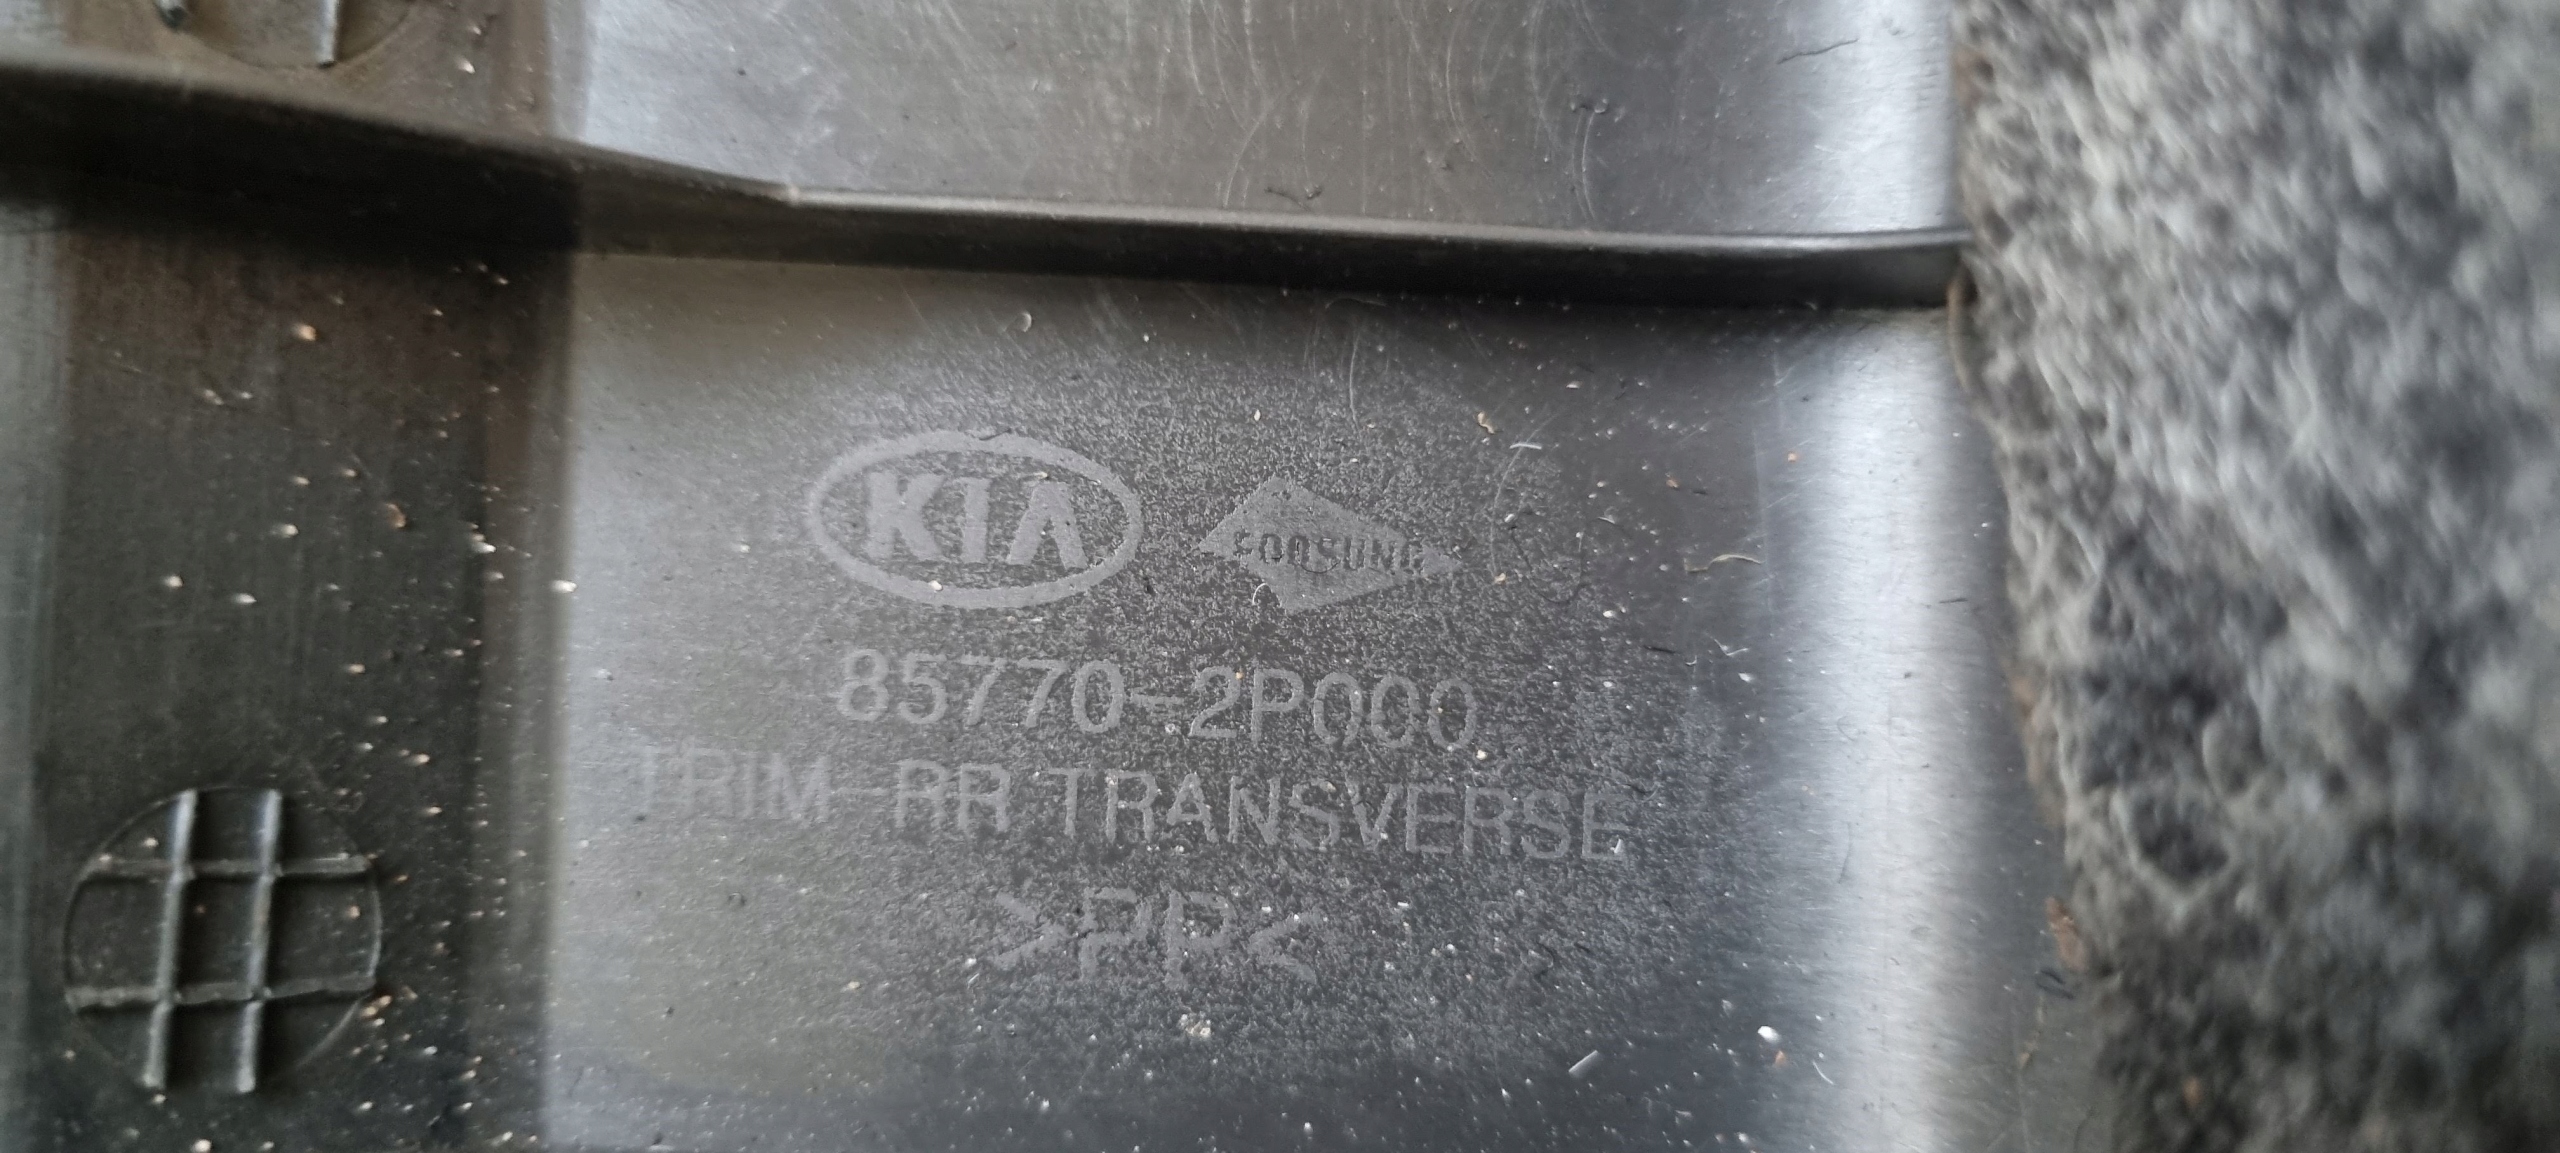 KIA FOOSUNG
85770-2P000
TRIM-RR TRANSVERSE
>PP<